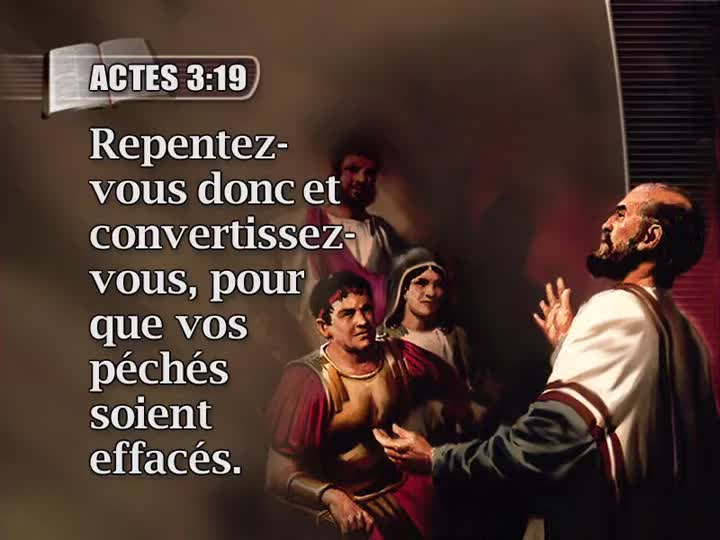 ACTES 3:19
Repentez-
vous donc et
convertissez-
vous, pour
que vos
péchés
soient
effacés.